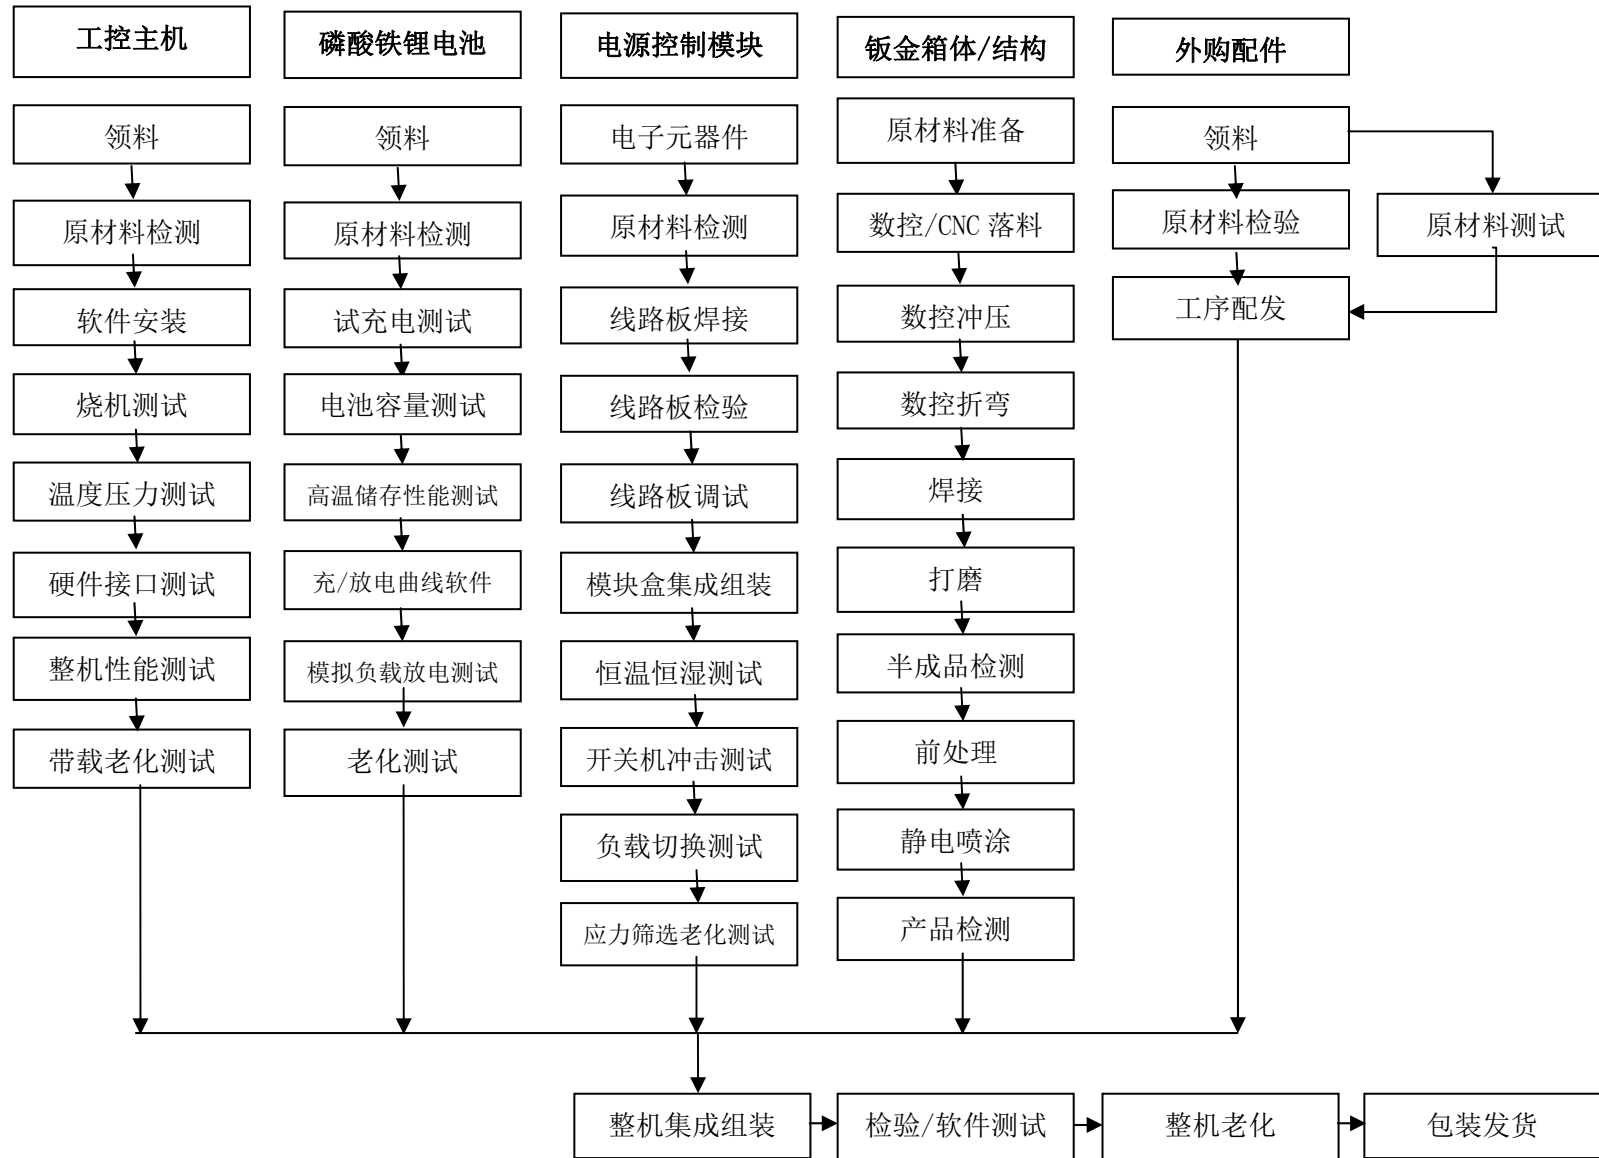 工控主机
磷酸铁锂电池
电源控制模块
钣金箱体/结构
外购配件
领料
原材料检测
软件安装
烧机测试
温度压力测试
硬件接口测试
整机性能测试
带载老化测试
领料
原材料检测
试充电测试
电池容量测试
高温储存性能测试
充/放电曲线软件
模拟负载放电测试
老化测试
电子元器件
原材料检测
线路板焊接
线路板检验
线路板调试
模块盒集成组装
恒温恒湿测试
开关机冲击测试
负载切换测试
应力筛选老化测试
原材料准备
数控/CNC 落料
数控冲压
数控折弯
焊接
打磨
半成品检测
前处理
静电喷涂
产品检测
领料
原材料检验
原材料测试
工序配发
整机集成组装
检验/软件测试
整机老化
包装发货